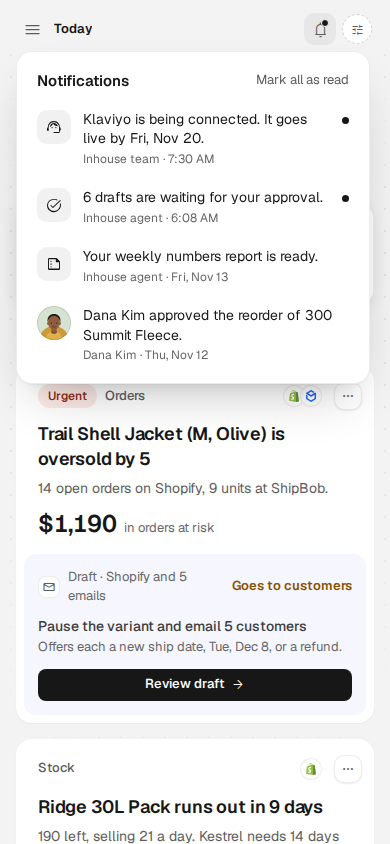 Today
Notifications
Mark all as read
Klaviyo is being connected. It goes
live by Fri, Nov 20.
Inhouse team · 7:30 AM
6 drafts are waiting for your approval.
Inhouse agent · 6:08 AM
Your weekly numbers report is ready.
Inhouse agent · Fri, Nov 13
Dana Kim approved the reorder of 300
Summit Fleece.
Dana Kim · Thu, Nov 12
Urgent
Orders
Trail Shell Jacket (M, Olive) is
oversold by 5
14 open orders on Shopify, 9 units at ShipBob.
$1,190 in orders at risk
Draft · Shopify and 5
emails
Goes to customers
Pause the variant and email 5 customers
Offers each a new ship date, Tue, Dec 8, or a refund.
Review draft →
Stock
Ridge 30L Pack runs out in 9 days
190 left, selling 21 a day. Kestrel needs 14 days